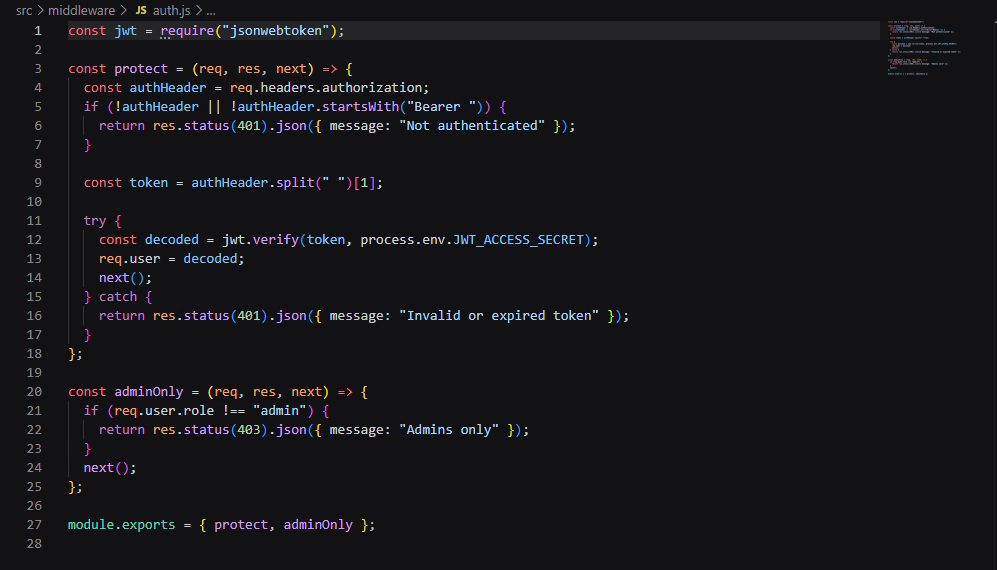 src > middleware > JS auth.js > ...
1 const jwt = require("jsonwebtoken");
2
3 const protect = (req, res, next) => {
4   const authHeader = req.headers.authorization;
5   if (!authHeader || !authHeader.startsWith("Bearer ")) {
6     return res.status(401).json({ message: "Not authenticated" });
7   }
8
9   const token = authHeader.split(" ")[1];
10
11   try {
12     const decoded = jwt.verify(token, process.env.JWT_ACCESS_SECRET);
13     req.user = decoded;
14     next();
15   } catch {
16     return res.status(401).json({ message: "Invalid or expired token" });
17   }
18 };
19
20 const adminOnly = (req, res, next) => {
21   if (req.user.role !== "admin") {
22     return res.status(403).json({ message: "Admins only" });
23   }
24   next();
25 };
26
27 module.exports = { protect, adminOnly };
28